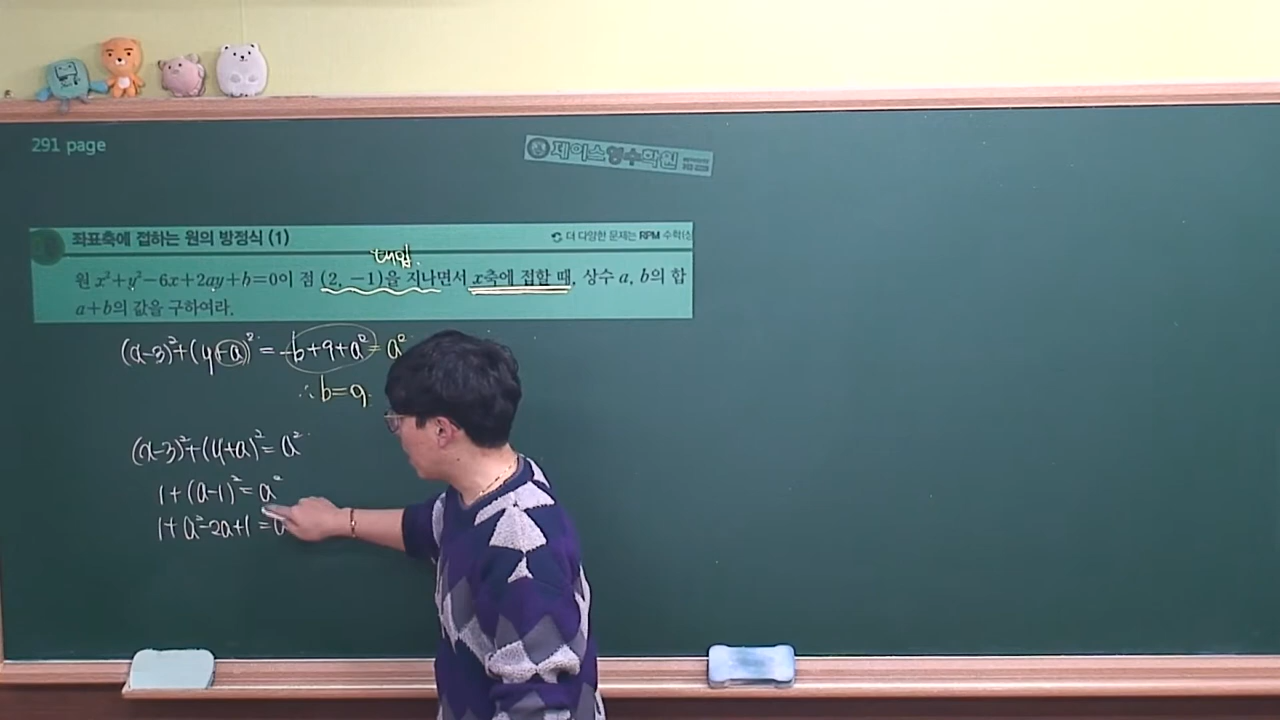 291 page
제이스영수학원
좌표축에 접하는 원의 방정식 (1)
더 다양한 문제는 RPM 수학(상
대입.
원 x²+y²−6x+2ay+b=0이 점 (2, −1)을 지나면서 x축에 접할 때, 상수 a, b의 합
a+b의 값을 구하여라.
(x-3)²+(y+a)² = -b+9+a² = a²
∴ b=9
(x-3)²+(y+a)² = a²
1+(a-1)² = a²
1+a²-2a+1 = a